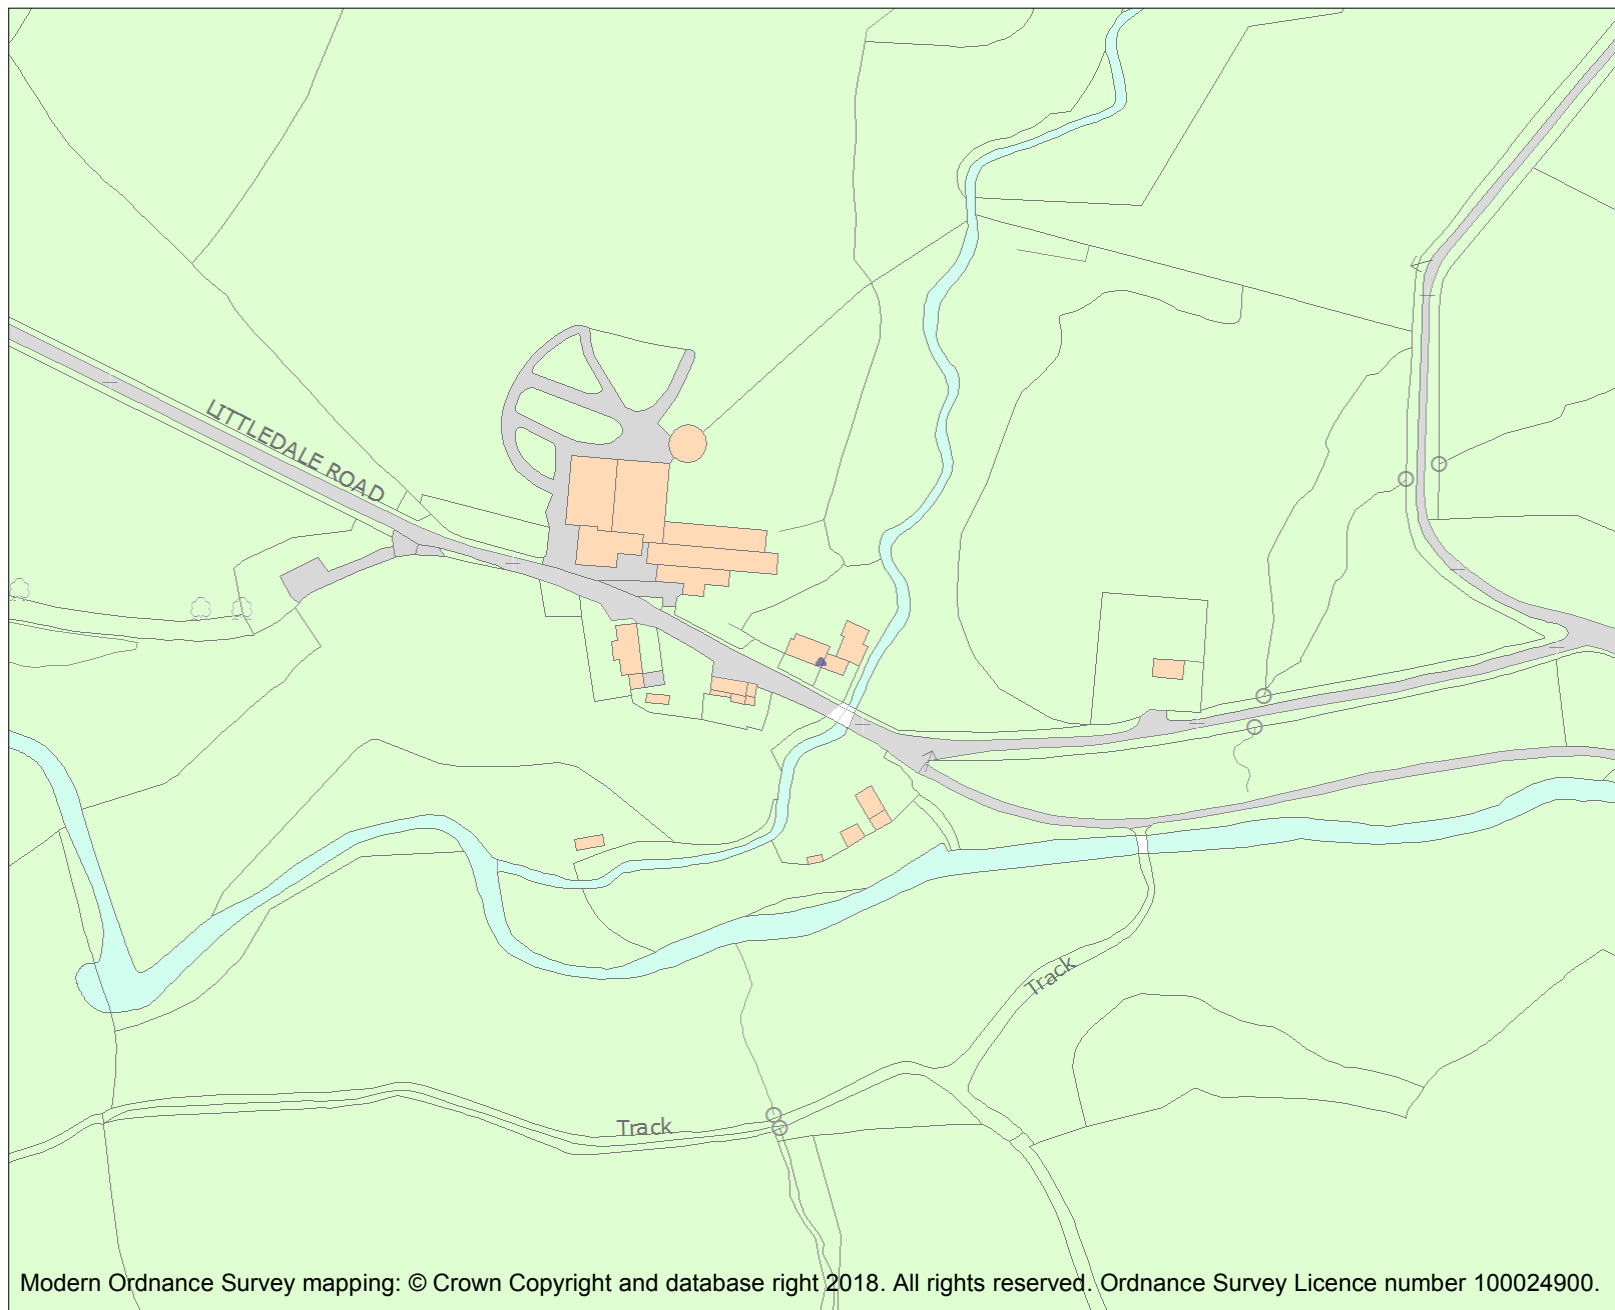 LITTLEDALE ROAD
Track
Track
Modern Ordnance Survey mapping: © Crown Copyright and database right 2018. All rights reserved. Ordnance Survey Licence number 100024900.